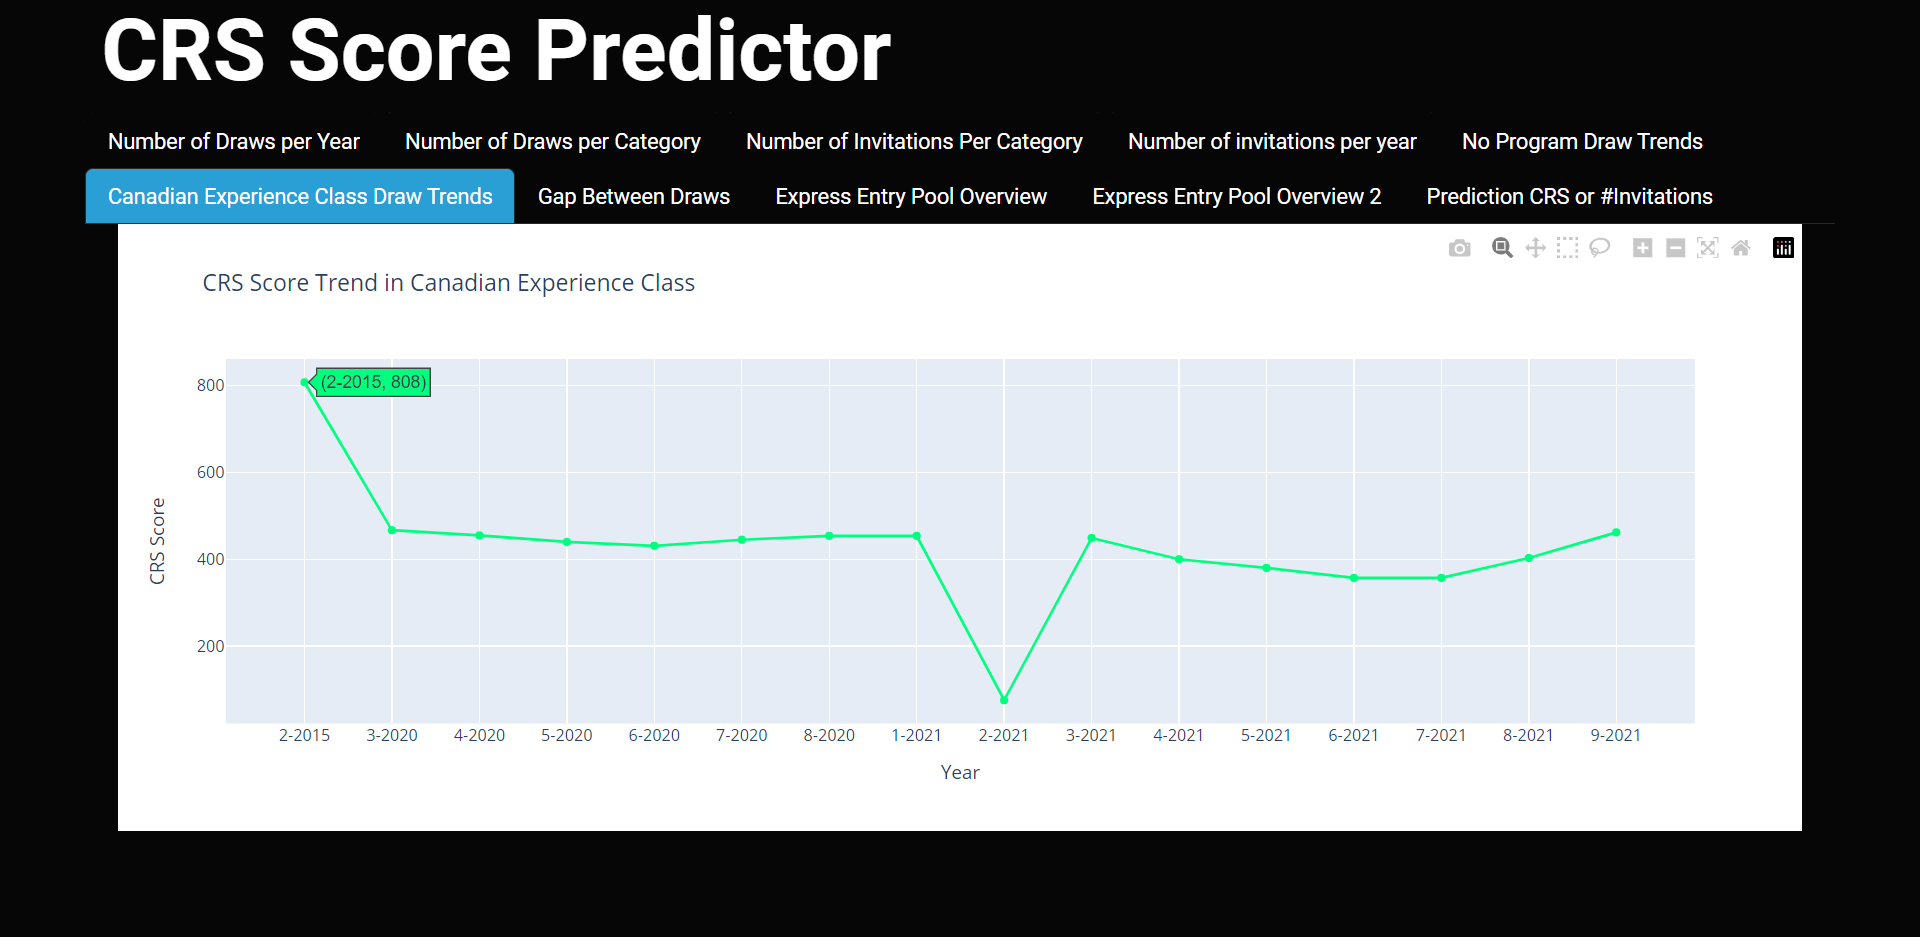 CRS Score Predictor
Number of Draws per Year Number of Draws per Category Number of Invitations Per Category Number of invitations per year No Program Draw Trends
Canadian Experience Class Draw Trends Gap Between Draws Express Entry Pool Overview Express Entry Pool Overview 2 Prediction CRS or #Invitations
CRS Score Trend in Canadian Experience Class
(2-2015, 808)
800
600
400
200
CRS Score
2-2015 3-2020 4-2020 5-2020 6-2020 7-2020 8-2020 1-2021 2-2021 3-2021 4-2021 5-2021 6-2021 7-2021 8-2021 9-2021
Year